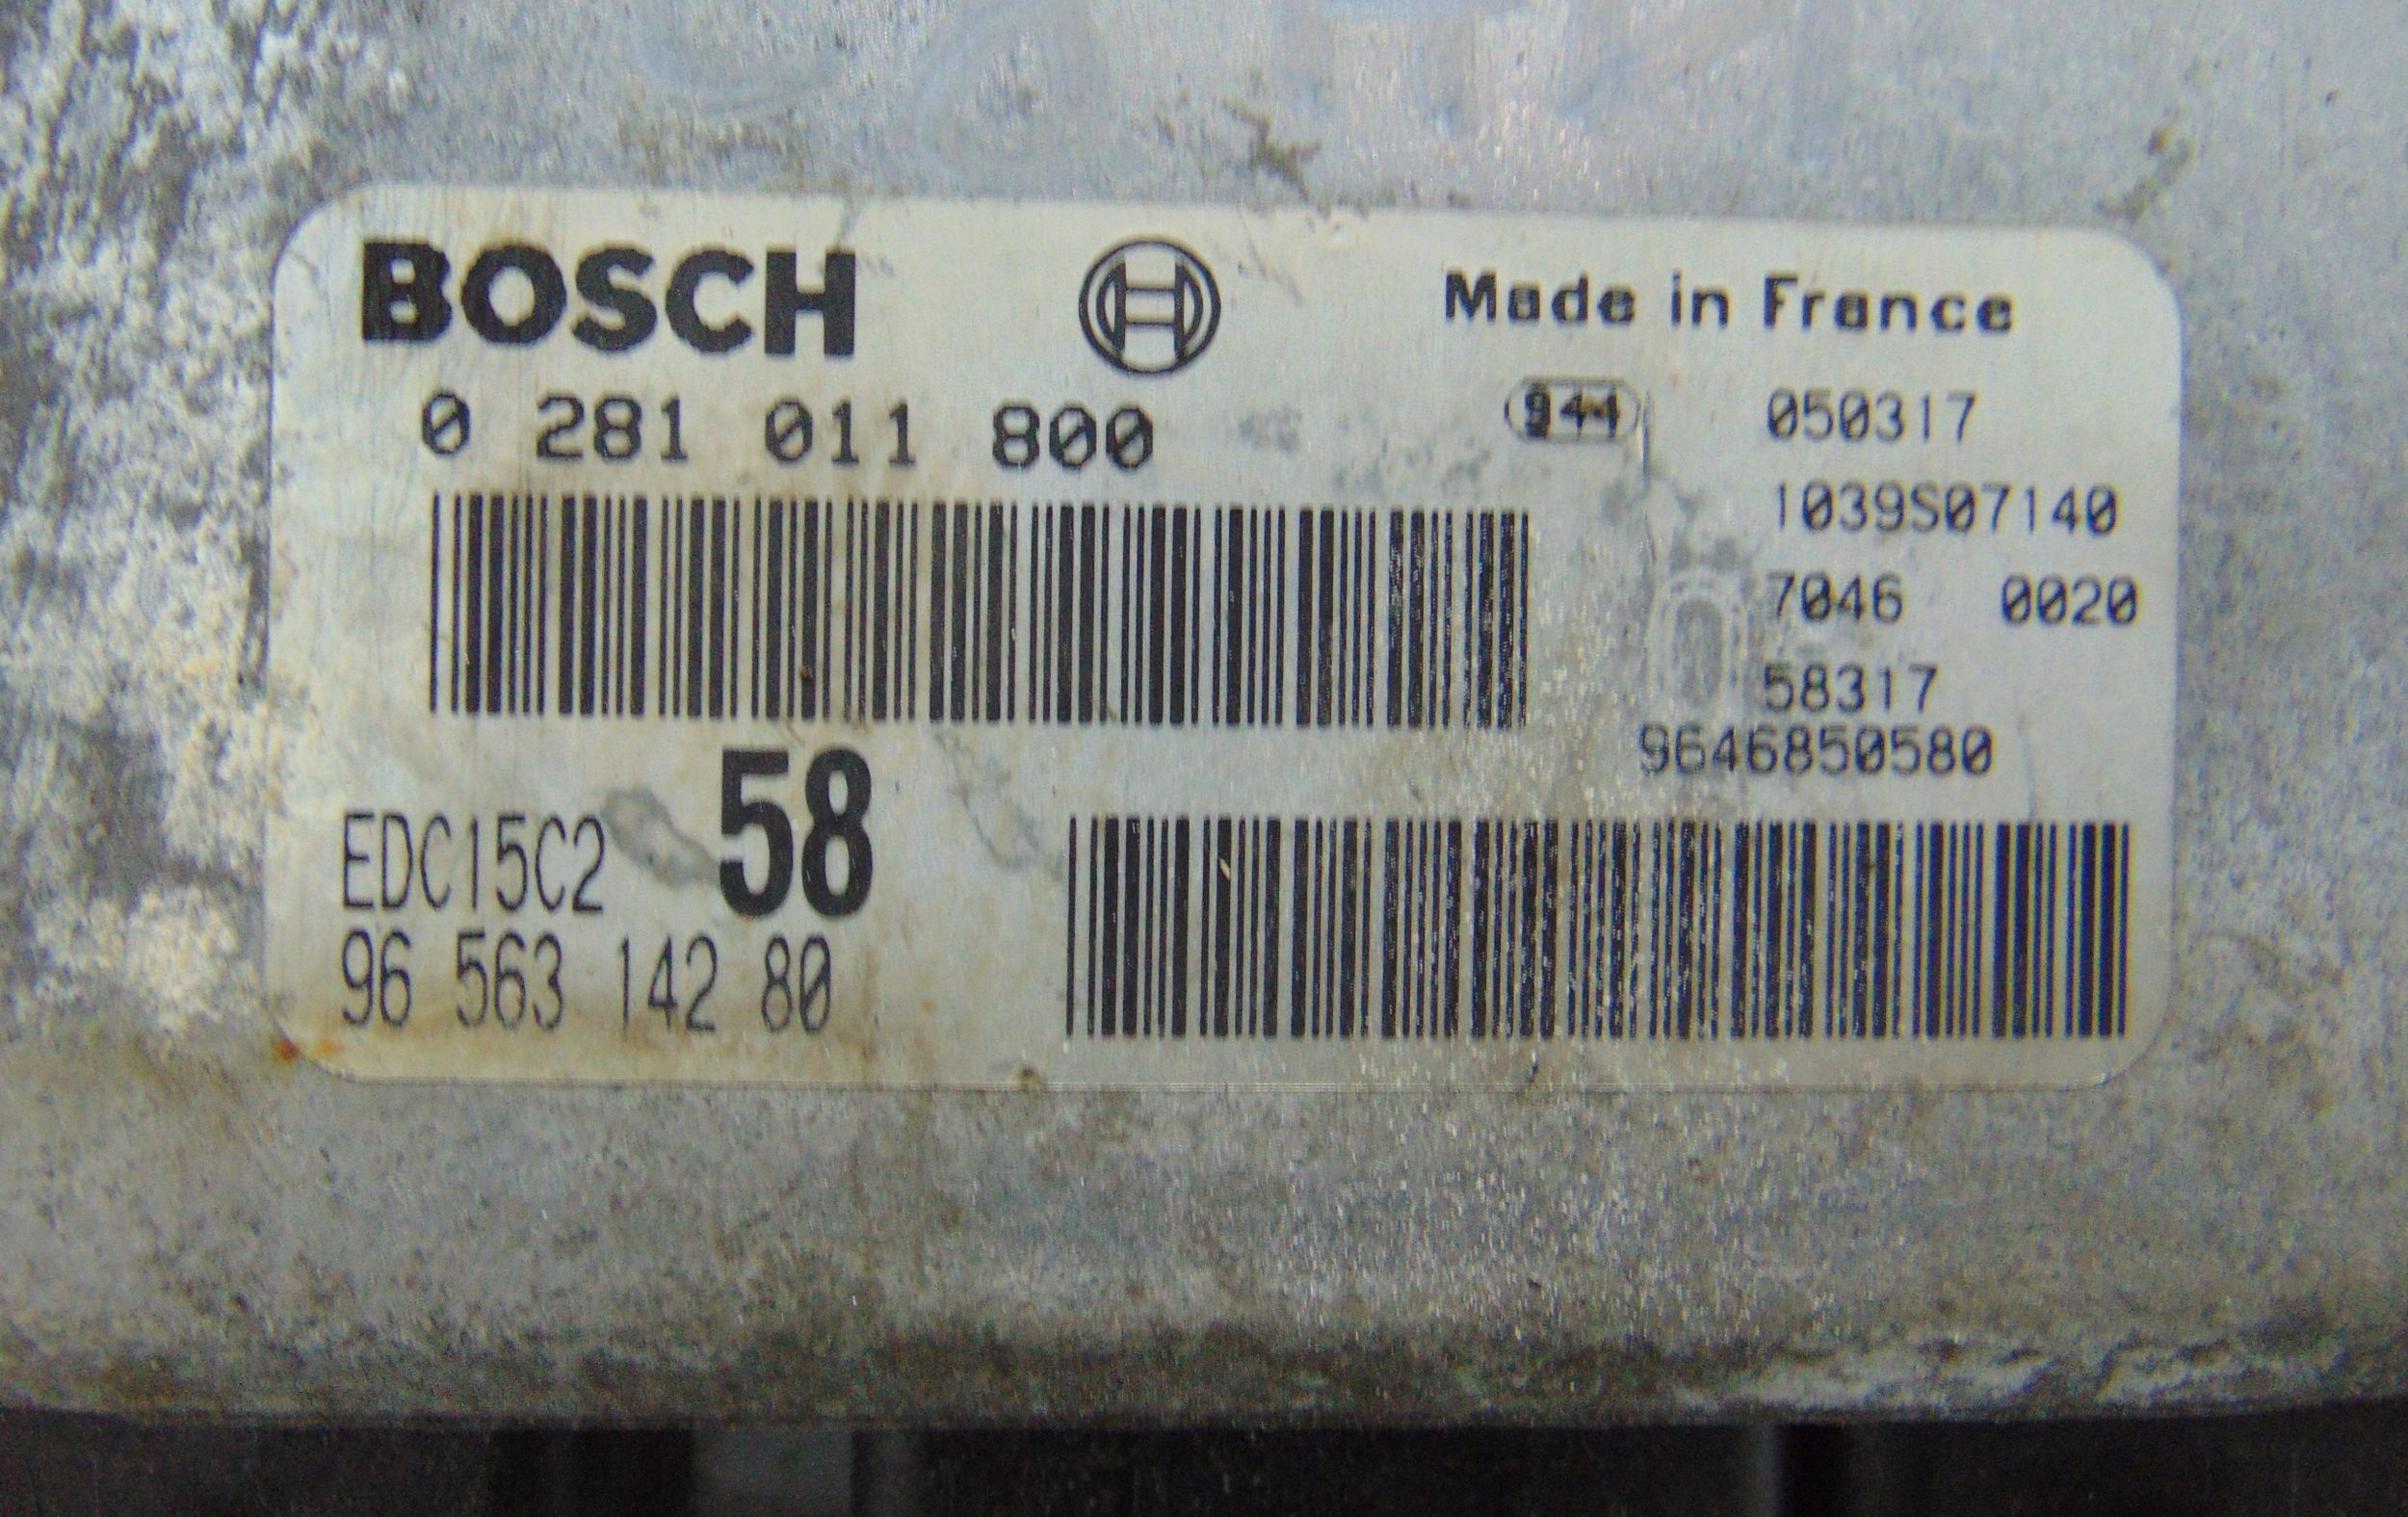 BOSCH
Made in France
0 281 011 800
944
050317
1039S07140
7046 0020
58317
9646850580
EDC15C2 58
96 563 142 80